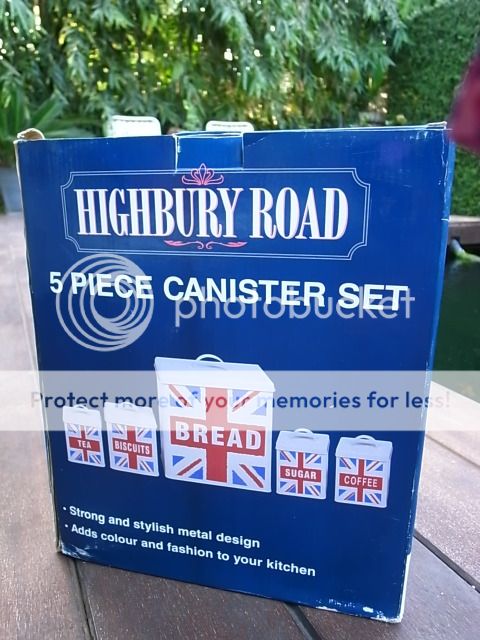 HIGHBURY ROAD
5 PIECE CANISTER SET
photobucket
Protect more of your memories for less!
BREAD
TEA
BISCUITS
SUGAR
COFFEE
• Strong and stylish metal design
• Adds colour and fashion to your kitchen